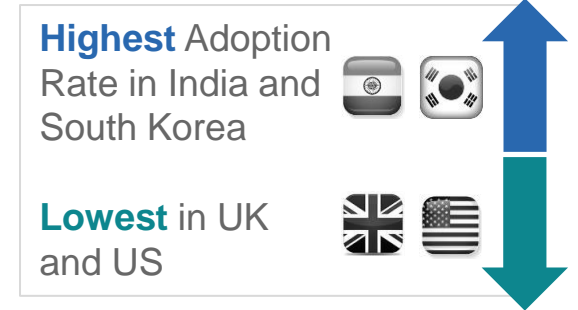 Highest Adoption
Rate in India and
South Korea
Lowest in UK
and US